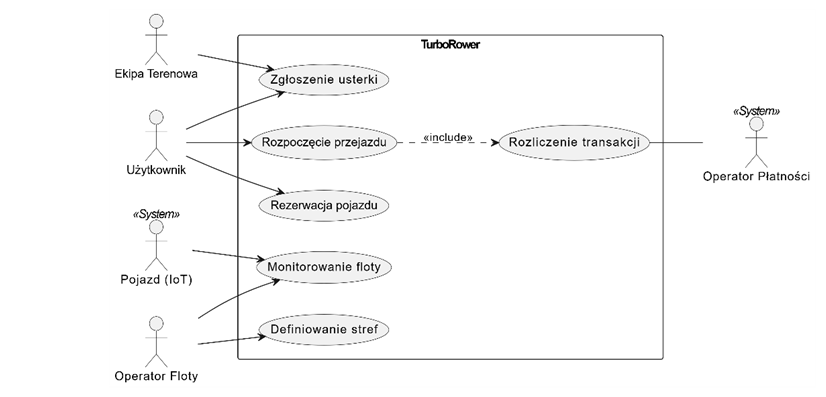 TurboRower
Ekipa Terenowa
Zgłoszenie usterki
Użytkownik
Rozpoczęcie przejazdu
«include»
Rozliczenie transakcji
«System»
Operator Płatności
Rezerwacja pojazdu
«System»
Pojazd (IoT)
Monitorowanie floty
Operator Floty
Definiowanie stref